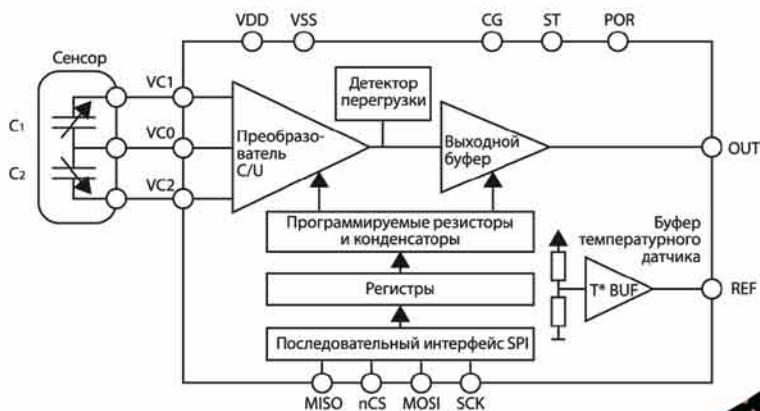 VDD
VSS
CG
ST
POR
Сенсор
VC1
VC0
VC2
C1
C2
Детектор
перегрузки
Преобразо-
ватель
C/U
Выходной
буфер
OUT
Программируемые резисторы
и конденсаторы
Буфер
температурного
датчика
T* BUF
REF
Регистры
Последовательный интерфейс SPI
MISO
nCS
MOSI
SCK